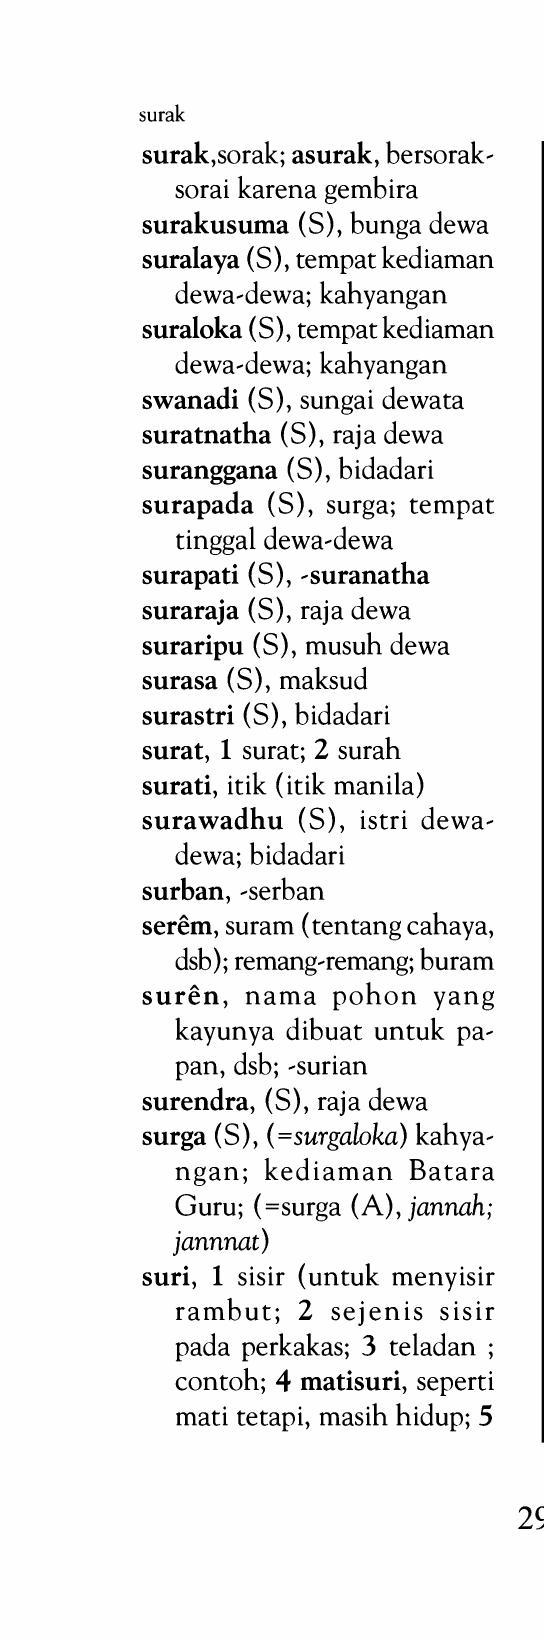 surak
surak,sorak; asurak, bersorak-
sorai karena gembira
surakusuma (S), bunga dewa
suralaya (S), tempat kediaman
dewa-dewa; kahyangan
suraloka (S), tempat kediaman
dewa-dewa; kahyangan
swanadi (S), sungai dewata
suratnatha (S), raja dewa
suranggana (S), bidadari
surapada (S), surga; tempat
tinggal dewa-dewa
surapati (S), -suranatha
suraraja (S), raja dewa
suraripu (S), musuh dewa
surasa (S), maksud
surastri (S), bidadari
surat, 1 surat; 2 surah
surati, itik (itik manila)
surawadhu (S), istri dewa-
dewa; bidadari
surban, -serban
serêm, suram (tentang cahaya,
dsb); remang-remang; buram
surên, nama pohon yang
kayunya dibuat untuk pa-
pan, dsb; -surian
surendra, (S), raja dewa
surga (S), (=surgaloka) kahya-
ngan; kediaman Batara
Guru; (=surga (A), jannah;
jannnat)
suri, 1 sisir (untuk menyisir
rambut; 2 sejenis sisir
pada perkakas; 3 teladan ;
contoh; 4 matisuri, seperti
mati tetapi, masih hidup; 5